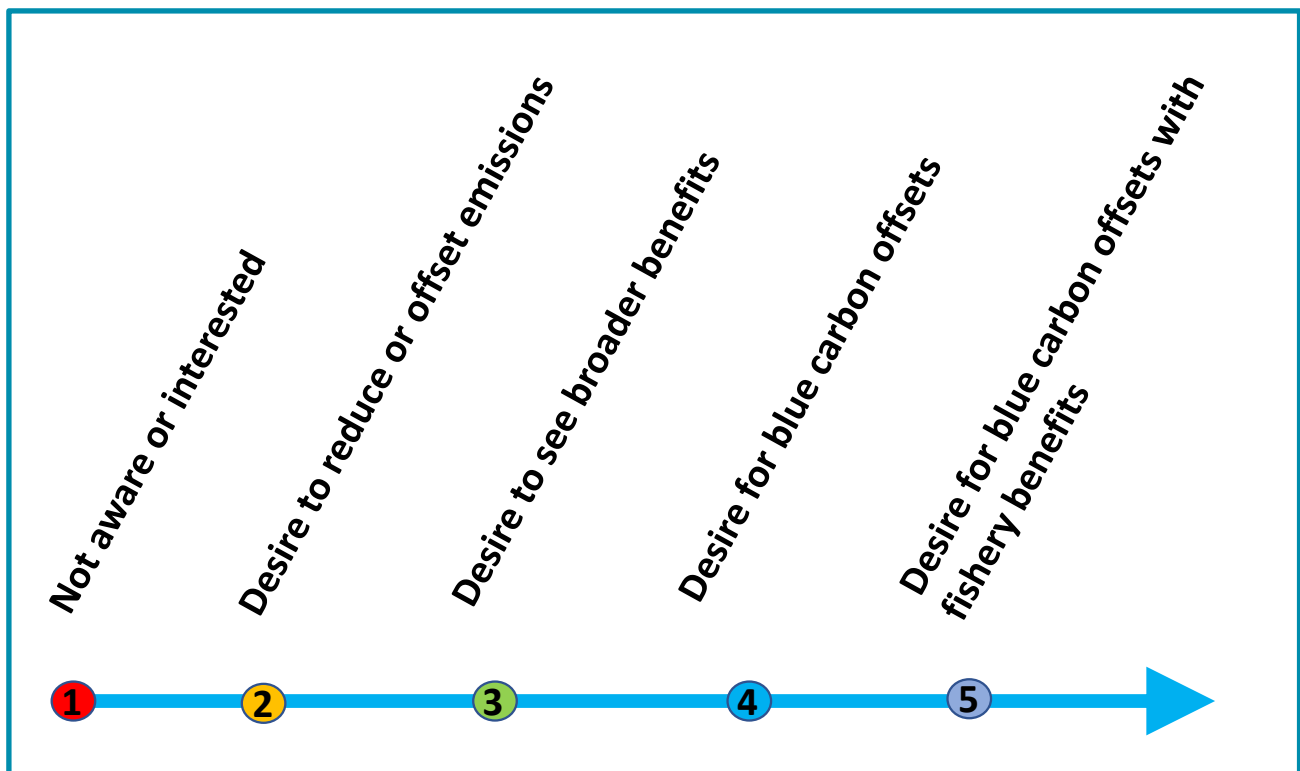 Not aware or interested
Desire to reduce or offset emissions
Desire to see broader benefits
Desire for blue carbon offsets
Desire for blue carbon offsets with
fishery benefits
1
2
3
4
5